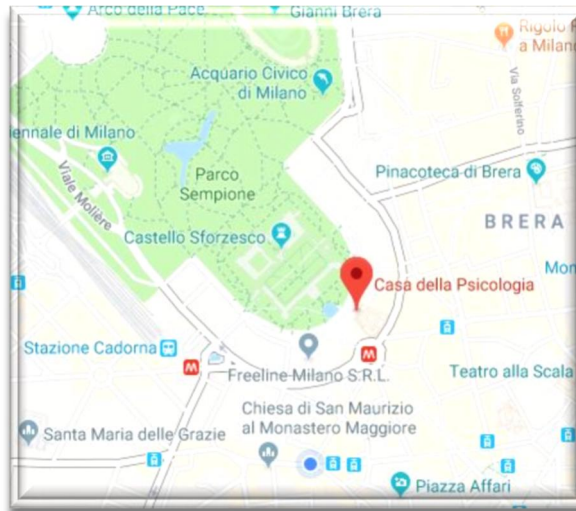 Arco della Pace
Gianni Brera
Rigolo
a Milano
Acquario Civico
di Milano
Via Solferino
ennale di Milano
Viale Molière
Parco
Sempione
Pinacoteca di Brera
Castello Sforzesco
BRERA
Mon
Casa della Psicologia
Stazione Cadorna
M
M
Freeline Milano S.R.L.
Teatro alla Scala
Chiesa di San Maurizio
al Monastero Maggiore
Santa Maria delle Grazie
Piazza Affari